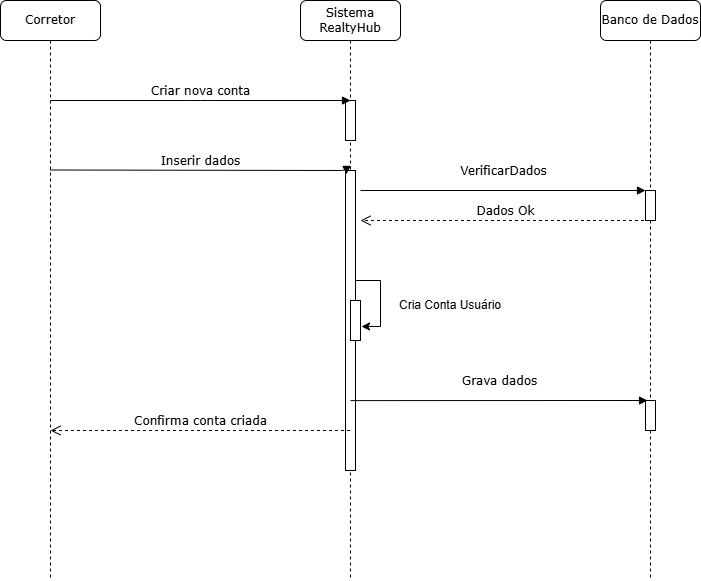 Corretor
Sistema
RealtyHub
Banco de Dados
Criar nova conta
Inserir dados
VerificarDados
Dados Ok
Cria Conta Usuário
Grava dados
Confirma conta criada